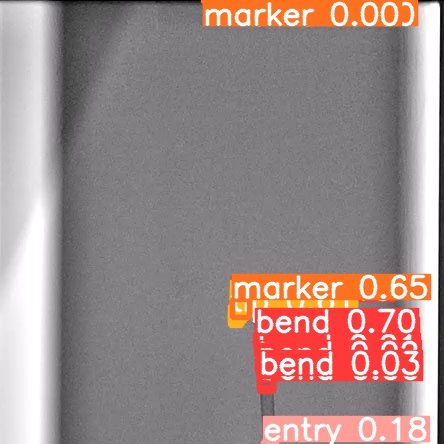 marker 0.00
marker 0.65
bend 0.70
bend 0.03
entry 0.18